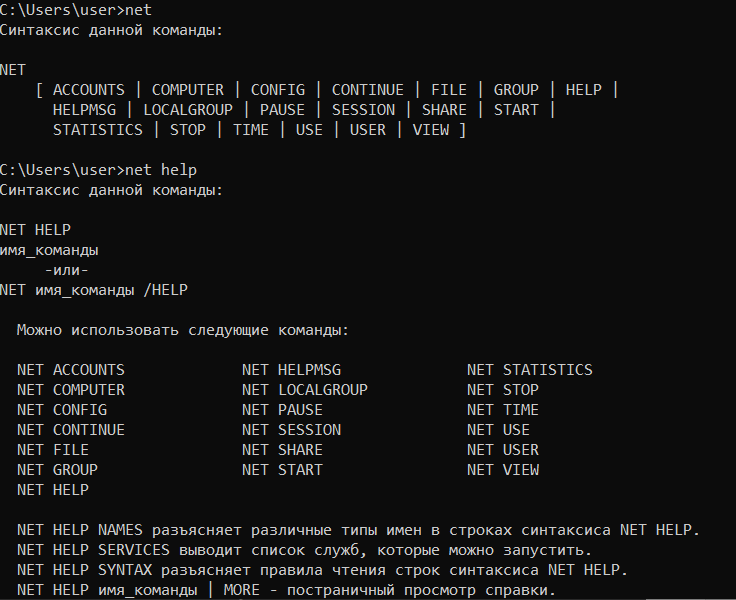 C:\Users\user>net
Синтаксис данной команды:
NET
[ ACCOUNTS | COMPUTER | CONFIG | CONTINUE | FILE | GROUP | HELP |
HELPMSG | LOCALGROUP | PAUSE | SESSION | SHARE | START |
STATISTICS | STOP | TIME | USE | USER | VIEW ]
C:\Users\user>net help
Синтаксис данной команды:
NET HELP
имя_команды
-или-
NET имя_команды /HELP
Можно использовать следующие команды:
NET ACCOUNTS NET HELPMSG NET STATISTICS
NET COMPUTER NET LOCALGROUP NET STOP
NET CONFIG NET PAUSE NET TIME
NET CONTINUE NET SESSION NET USE
NET FILE NET SHARE NET USER
NET GROUP NET START NET VIEW
NET HELP
NET HELP NAMES разъясняет различные типы имен в строках синтаксиса NET HELP.
NET HELP SERVICES выводит список служб, которые можно запустить.
NET HELP SYNTAX разъясняет правила чтения строк синтаксиса NET HELP.
NET HELP имя_команды | MORE - постраничный просмотр справки.